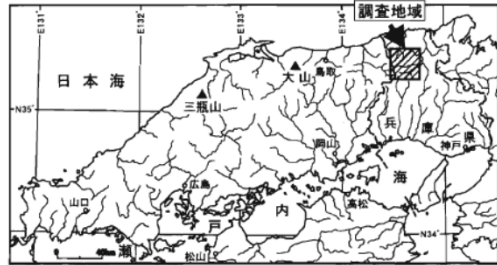 調査地域
E131°
E132°
E133°
E134°
日本海
大山
鳥取
三瓶山
N35°
兵庫県
岡山
神戸
広島
山口
瀬戸内海
高松
N34°
松山